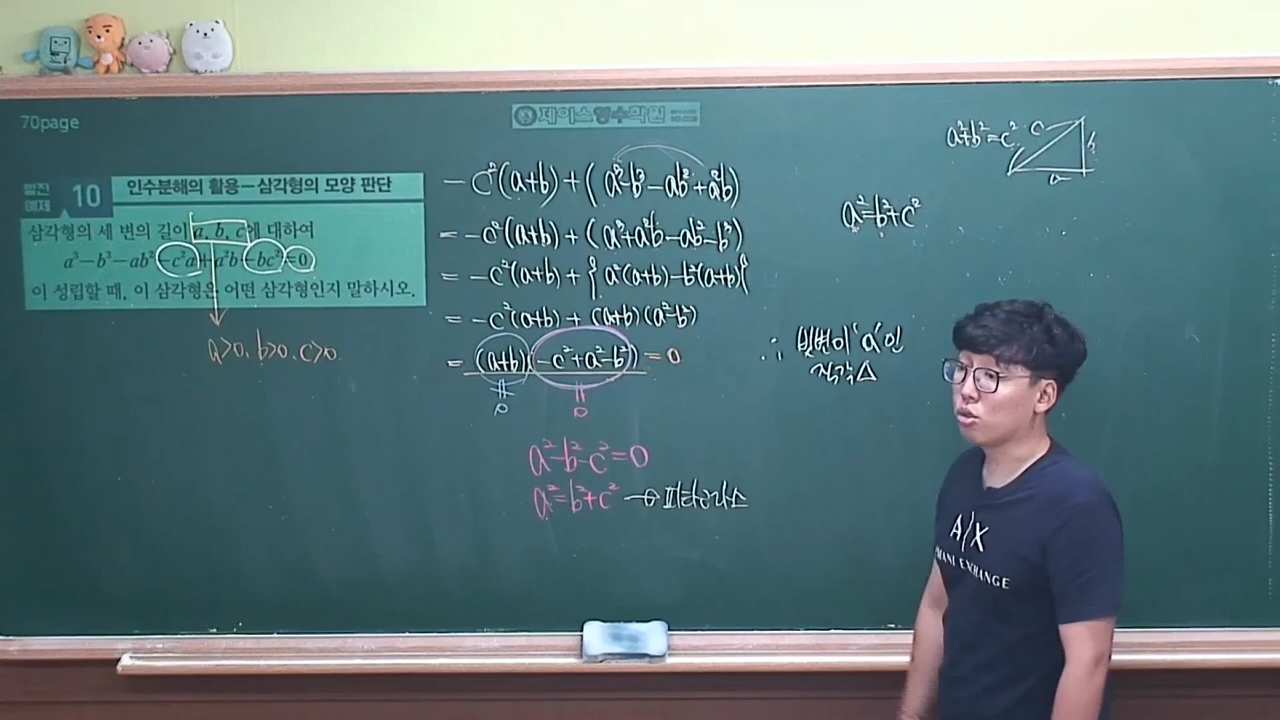 70page
제이스영수학원
발전 예제 10 인수분해의 활용-삼각형의 모양 판단
삼각형의 세 변의 길이 a, b, c에 대하여
a³-b³-ab²-c²a+a²b-bc²=0
이 성립할 때, 이 삼각형은 어떤 삼각형인지 말하시오.
a>0, b>0, c>0.
-c²(a+b)+(a³-b³-ab²+a²b)
=-c²(a+b)+(a³+a²b-ab²-b³)
=-c²(a+b)+{a²(a+b)-b²(a+b)}
=-c²(a+b)+(a+b)(a²-b²)
=(a+b)(-c²+a²-b²)=0
0 0
a²-b²-c²=0
a²=b²+c² → 피타고라스
a²+b²=c² c b
a
a²=b²+c²
∴ 빗변이 'a'인
직각△
A|X
ARMANI EXCHANGE